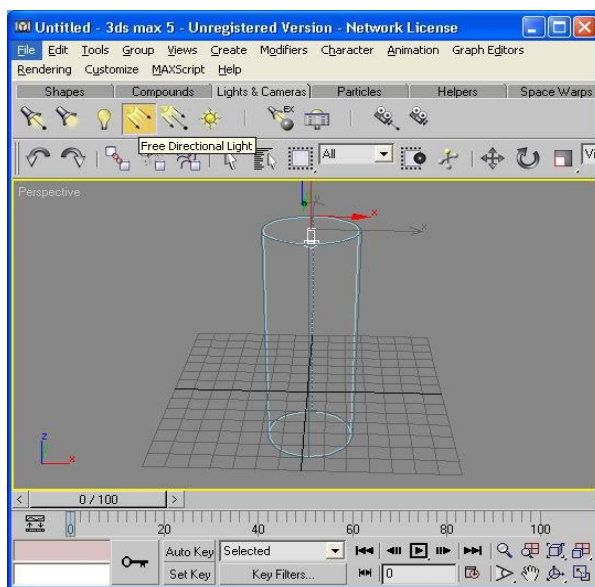 Untitled - 3ds max 5 - Unregistered Version - Network License
File Edit Tools Group Views Create Modifiers Character Animation Graph Editors
Rendering Customize MAXScript Help
Shapes Compounds Lights & Cameras Particles Helpers Space Warps
EX
Free Directional Light
All
Vi
Perspective
y
x
x
z
y
x
< 0 / 100 >
0 20 40 60 80 100
Auto Key Selected
Set Key Key Filters... 0